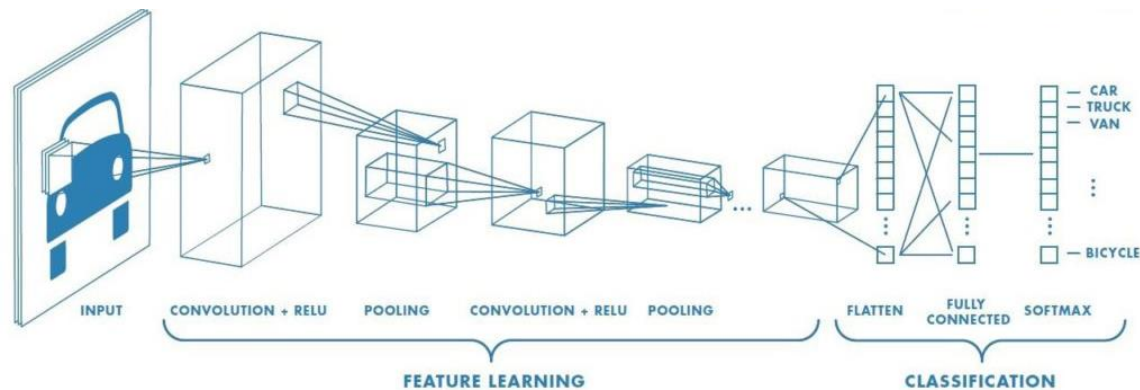 CAR
TRUCK
VAN
BICYCLE
INPUT
CONVOLUTION + RELU
POOLING
CONVOLUTION + RELU
POOLING
FLATTEN
FULLY
CONNECTED
SOFTMAX
FEATURE LEARNING
CLASSIFICATION